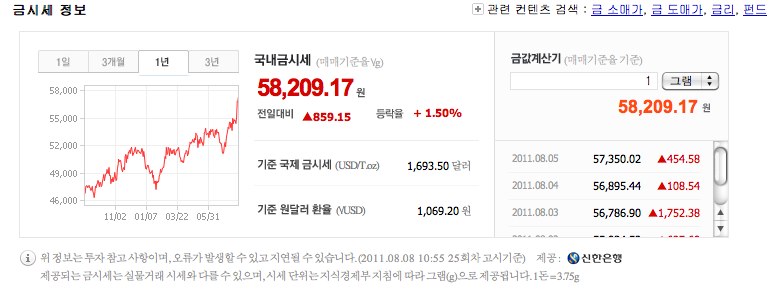 금시세 정보
관련 컨텐츠 검색 : 금 소매가, 금 도매가, 금리, 펀드
1일 3개월 1년 3년
58,000
55,000
52,000
49,000
46,000
11/02 01/07 03/22 05/31
국내금시세 (매매기준율 ₩/g)
58,209.17 원
전일대비 ▲859.15 등락율 + 1.50%
기준 국제 금시세 (USD/T.oz) 1,693.50 달러
기준 원달러 환율 (₩/USD) 1,069.20 원
금값계산기 (매매기준율 기준)
1 그램
58,209.17 원
2011.08.05 57,350.02 ▲454.58
2011.08.04 56,895.44 ▲108.54
2011.08.03 56,786.90 ▲1,752.38
위 정보는 투자 참고 사항이며, 오류가 발생할 수 있고 지연될 수 있습니다. (2011.08.08 10:55 25회차 고시기준) 제공 : 신한은행
제공되는 금시세는 실물거래 시세와 다를 수 있으며, 시세 단위는 지식경제부 지침에 따라 그램(g)으로 제공됩니다. 1돈 = 3.75g